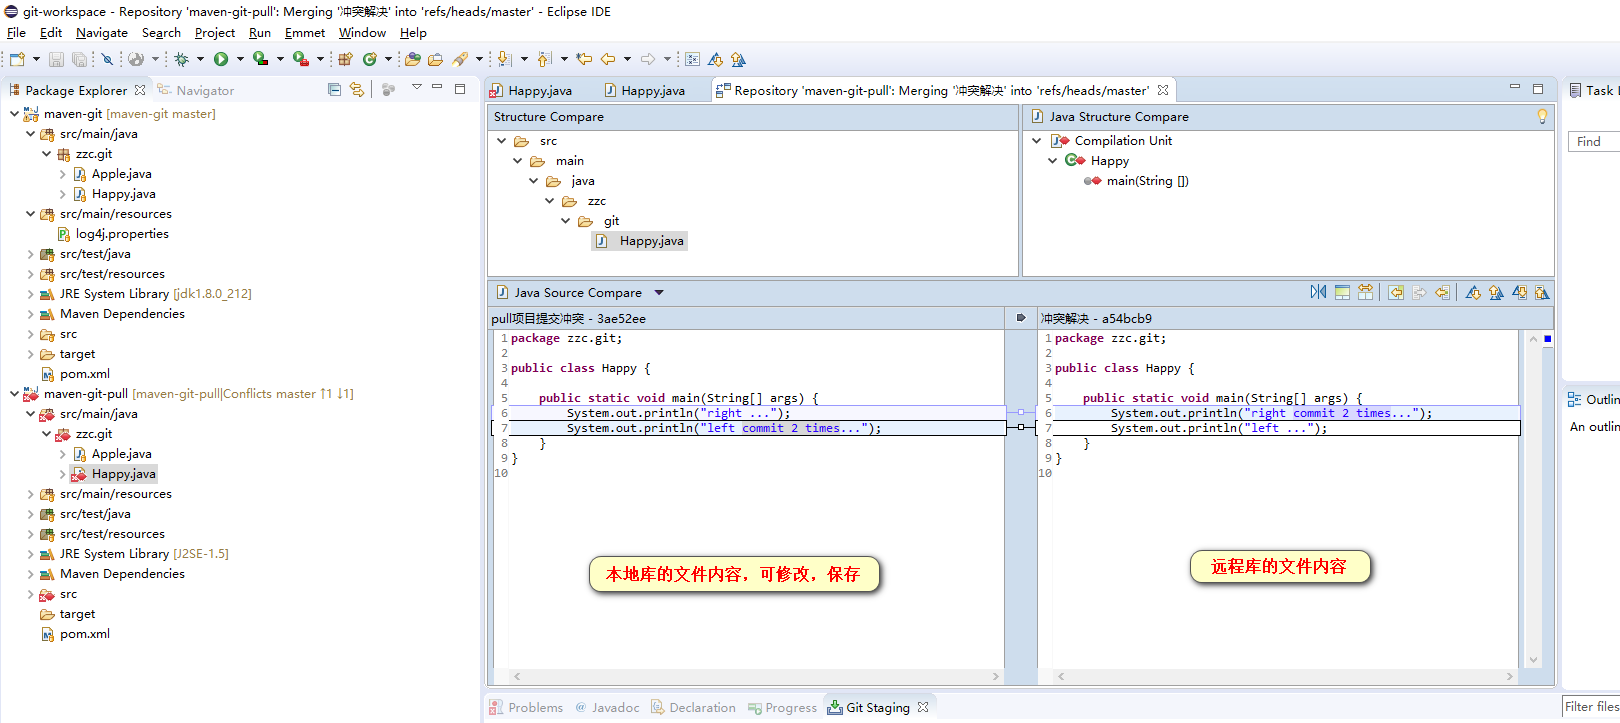 git-workspace - Repository 'maven-git-pull': Merging '冲突解决' into 'refs/heads/master' - Eclipse IDE
File Edit Navigate Search Project Run Emmet Window Help
Package Explorer Navigator
maven-git [maven-git master]
src/main/java
zzc.git
Apple.java
Happy.java
src/main/resources
log4j.properties
src/test/java
src/test/resources
JRE System Library [jdk1.8.0_212]
Maven Dependencies
src
target
pom.xml
maven-git-pull [maven-git-pull|Conflicts master ↑1 ↓1]
src/main/java
zzc.git
Apple.java
Happy.java
src/main/resources
src/test/java
src/test/resources
JRE System Library [J2SE-1.5]
Maven Dependencies
src
target
pom.xml
Happy.java Happy.java Repository 'maven-git-pull': Merging '冲突解决' into 'refs/heads/master'
Structure Compare
src
main
java
zzc
git
Happy.java
Java Structure Compare
Compilation Unit
Happy
main(String [])
Java Source Compare
pull项目提交冲突 - 3ae52ee
1 package zzc.git;
2
3 public class Happy {
4
5 public static void main(String[] args) {
6 System.out.println("right ...");
7 System.out.println("left commit 2 times...");
8 }
9 }
10
本地库的文件内容，可修改，保存
冲突解决 - a54bcb9
1 package zzc.git;
2
3 public class Happy {
4
5 public static void main(String[] args) {
6 System.out.println("right commit 2 times...");
7 System.out.println("left ...");
8 }
9 }
10
远程库的文件内容
Problems Javadoc Declaration Progress Git Staging
Task
Find
Outlin
An outlin
Filter files